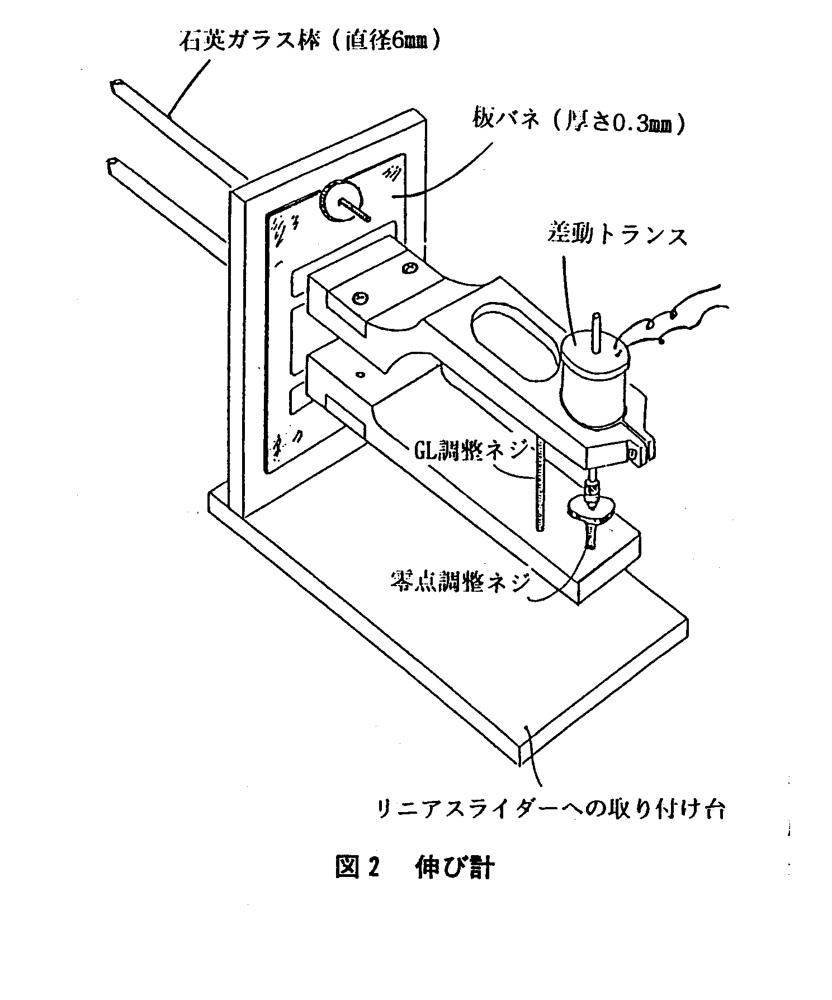 石英ガラス棒（直径6mm）
板バネ（厚さ0.3mm）
差動トランス
GL調整ネジ
零点調整ネジ
リニアスライダーへの取り付け台
図2　伸び計